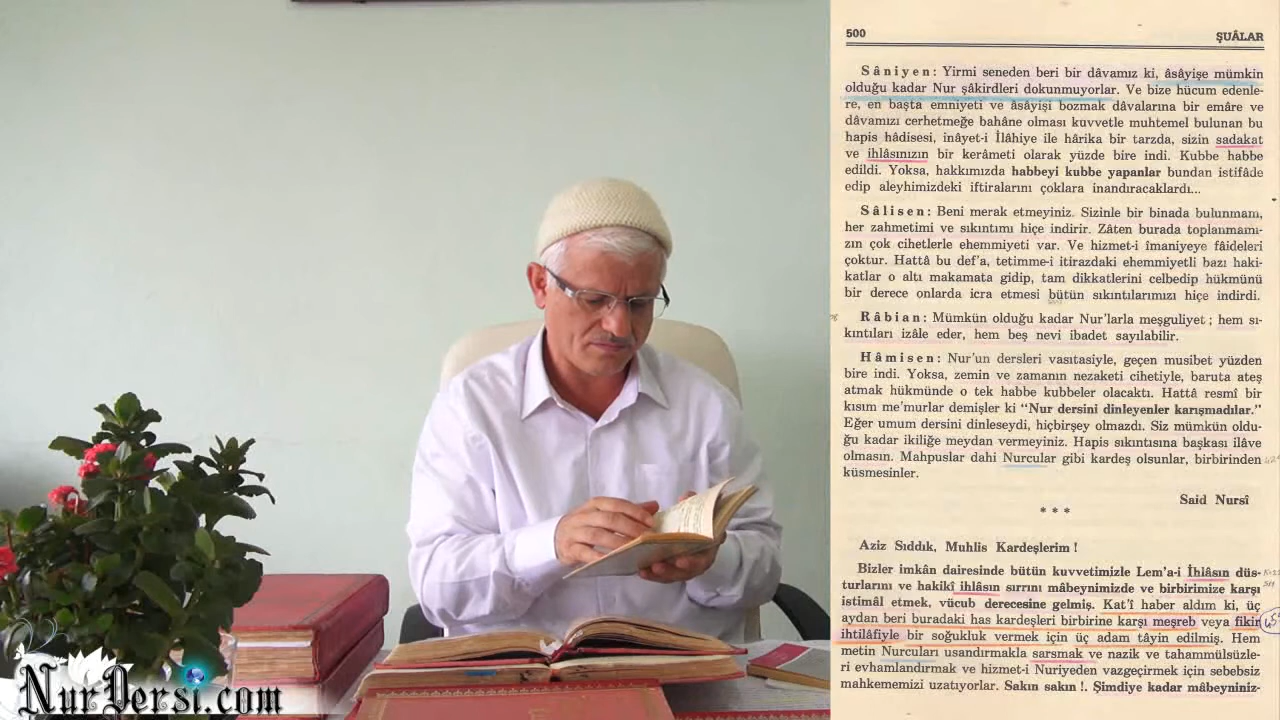 500
ŞUÂLAR
Sâniyen: Yirmi seneden beri bir dâvamız ki, âsâyişe mümkin
olduğu kadar Nur şâkirdleri dokunmuyorlar. Ve bize hücum edenle-
re, en başta emniyeti ve âsâyişi bozmak dâvalarına bir emâre ve
dâvamızı cerhetmeğe bahâne olması kuvvetle muhtemel bulunan bu
hapis hâdisesi, inâyet-i İlâhiye ile hârika bir tarzda, sizin sadakat
ve ihlâsınızın bir kerâmeti olarak yüzde bire indi. Kubbe habbe
edildi. Yoksa, hakkımızda habbeyi kubbe yapanlar bundan istifâde
edip aleyhimizdeki iftiralarını çoklara inandıracaklardı...
Sâlisen: Beni merak etmeyiniz. Sizinle bir binada bulunmam,
her zahmetimi ve sıkıntımı hiçe indirir. Zâten burada toplanmamı-
zın çok cihetlerle ehemmiyeti var. Ve hizmet-i îmaniyeye fâideleri
çoktur. Hattâ bu def'a, tetimme-i itirazdaki ehemmiyetli bazı haki-
katlar o altı makamata gidip, tam dikkatlerini celbedip hükmünü
bir derece onlarda icra etmesi bütün sıkıntılarımızı hiçe indirdi.
Râbian: Mümkün olduğu kadar Nur'larla meşguliyet; hem sı-
kıntıları izâle eder, hem beş nevi ibadet sayılabilir.
Hâmisen: Nur'un dersleri vasıtasiyle, geçen musibet yüzden
bire indi. Yoksa, zemin ve zamanın nezaketi cihetiyle, baruta ateş
atmak hükmünde o tek habbe kubbeler olacaktı. Hattâ resmî bir
kısım me'murlar demişler ki "Nur dersini dinleyenler karışmadılar."
Eğer umum dersini dinleseydi, hiçbirşey olmazdı. Siz mümkün oldu-
ğu kadar ikiliğe meydan vermeyiniz. Hapis sıkıntısına başkası ilâve
olmasın. Mahpuslar dahi Nurcular gibi kardeş olsunlar, birbirinden
küsmesinler.
Said Nursî
* * *
Aziz Sıddık, Muhlis Kardeşlerim!
Bizler imkân dairesinde bütün kuvvetimizle Lem'a-i İhlâsın düs-
turlarını ve hakikî ihlâsın sırrını mâbeynimizde ve birbirimize karşı
istimâl etmek, vücub derecesine gelmiş. Kat'î haber aldım ki, üç
aydan beri buradaki has kardeşleri birbirine karşı meşreb veya fikir
ihtilâfiyle bir soğukluk vermek için üç adam tâyin edilmiş. Hem
metin Nurcuları usandırmakla sarsmak ve nazik ve tahammülsüzle-
ri evhamlandırmak ve hizmet-i Nuriyeden vazgeçirmek için sebebsiz
mahkememizi uzatıyorlar. Sakın sakın!. Şimdiye kadar mâbeyniniz-
NurDersi.com